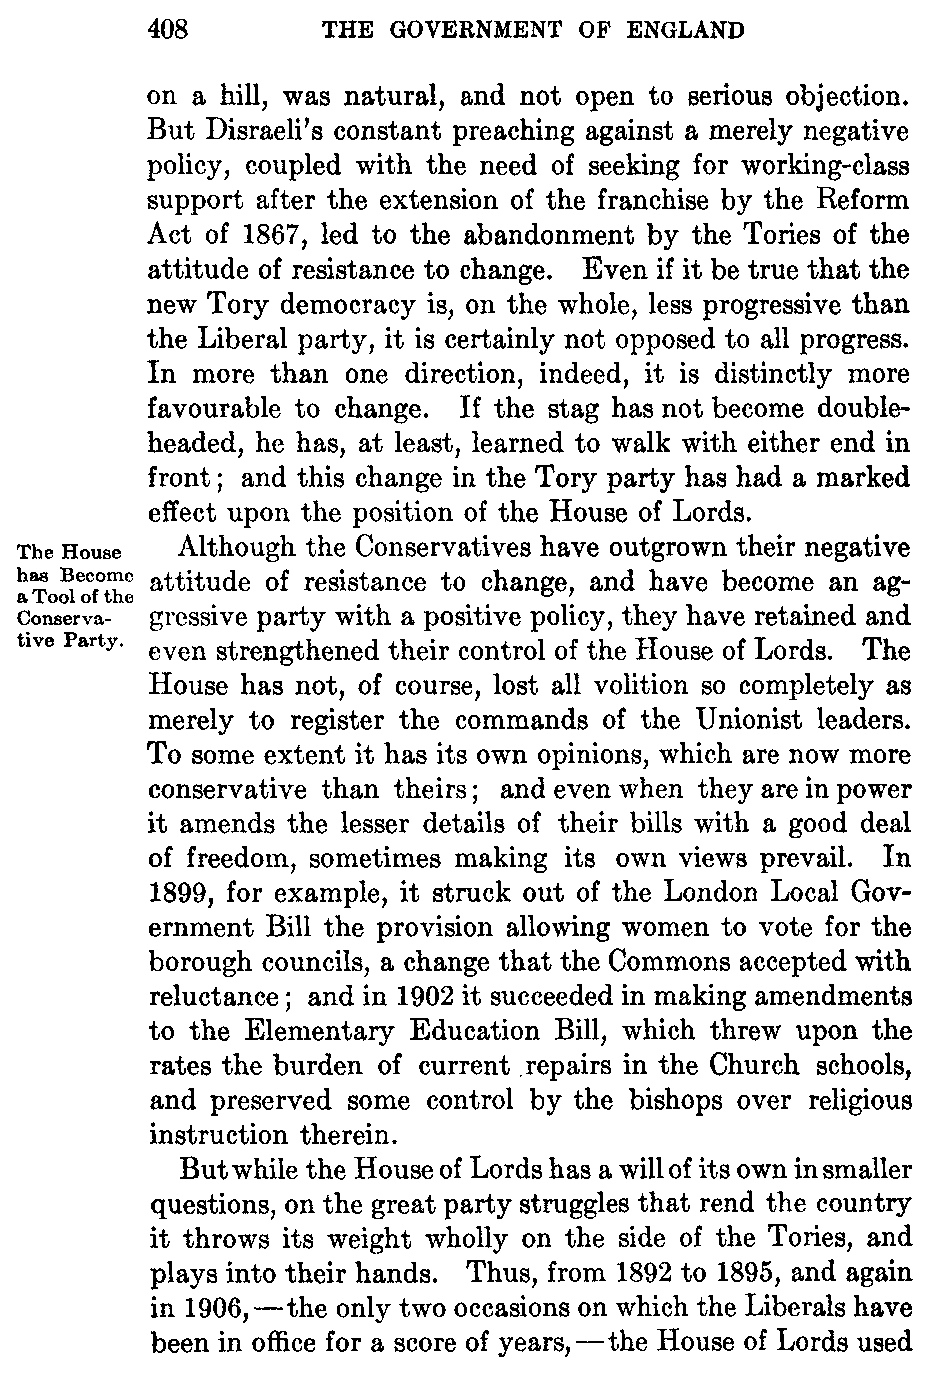 408 THE GOVERNMENT OF ENGLAND
on a hill, was natural, and not open to serious objection.
But Disraeli's constant preaching against a merely negative
policy, coupled with the need of seeking for working-class
support after the extension of the franchise by the Reform
Act of 1867, led to the abandonment by the Tories of the
attitude of resistance to change. Even if it be true that the
new Tory democracy is, on the whole, less progressive than
the Liberal party, it is certainly not opposed to all progress.
In more than one direction, indeed, it is distinctly more
favourable to change. If the stag has not become double-
headed, he has, at least, learned to walk with either end in
front; and this change in the Tory party has had a marked
effect upon the position of the House of Lords.
The House
has Become
a Tool of the
Conserva-
tive Party.
Although the Conservatives have outgrown their negative
attitude of resistance to change, and have become an ag-
gressive party with a positive policy, they have retained and
even strengthened their control of the House of Lords. The
House has not, of course, lost all volition so completely as
merely to register the commands of the Unionist leaders.
To some extent it has its own opinions, which are now more
conservative than theirs; and even when they are in power
it amends the lesser details of their bills with a good deal
of freedom, sometimes making its own views prevail. In
1899, for example, it struck out of the London Local Gov-
ernment Bill the provision allowing women to vote for the
borough councils, a change that the Commons accepted with
reluctance; and in 1902 it succeeded in making amendments
to the Elementary Education Bill, which threw upon the
rates the burden of current repairs in the Church schools,
and preserved some control by the bishops over religious
instruction therein.
But while the House of Lords has a will of its own in smaller
questions, on the great party struggles that rend the country
it throws its weight wholly on the side of the Tories, and
plays into their hands. Thus, from 1892 to 1895, and again
in 1906,—the only two occasions on which the Liberals have
been in office for a score of years,—the House of Lords used